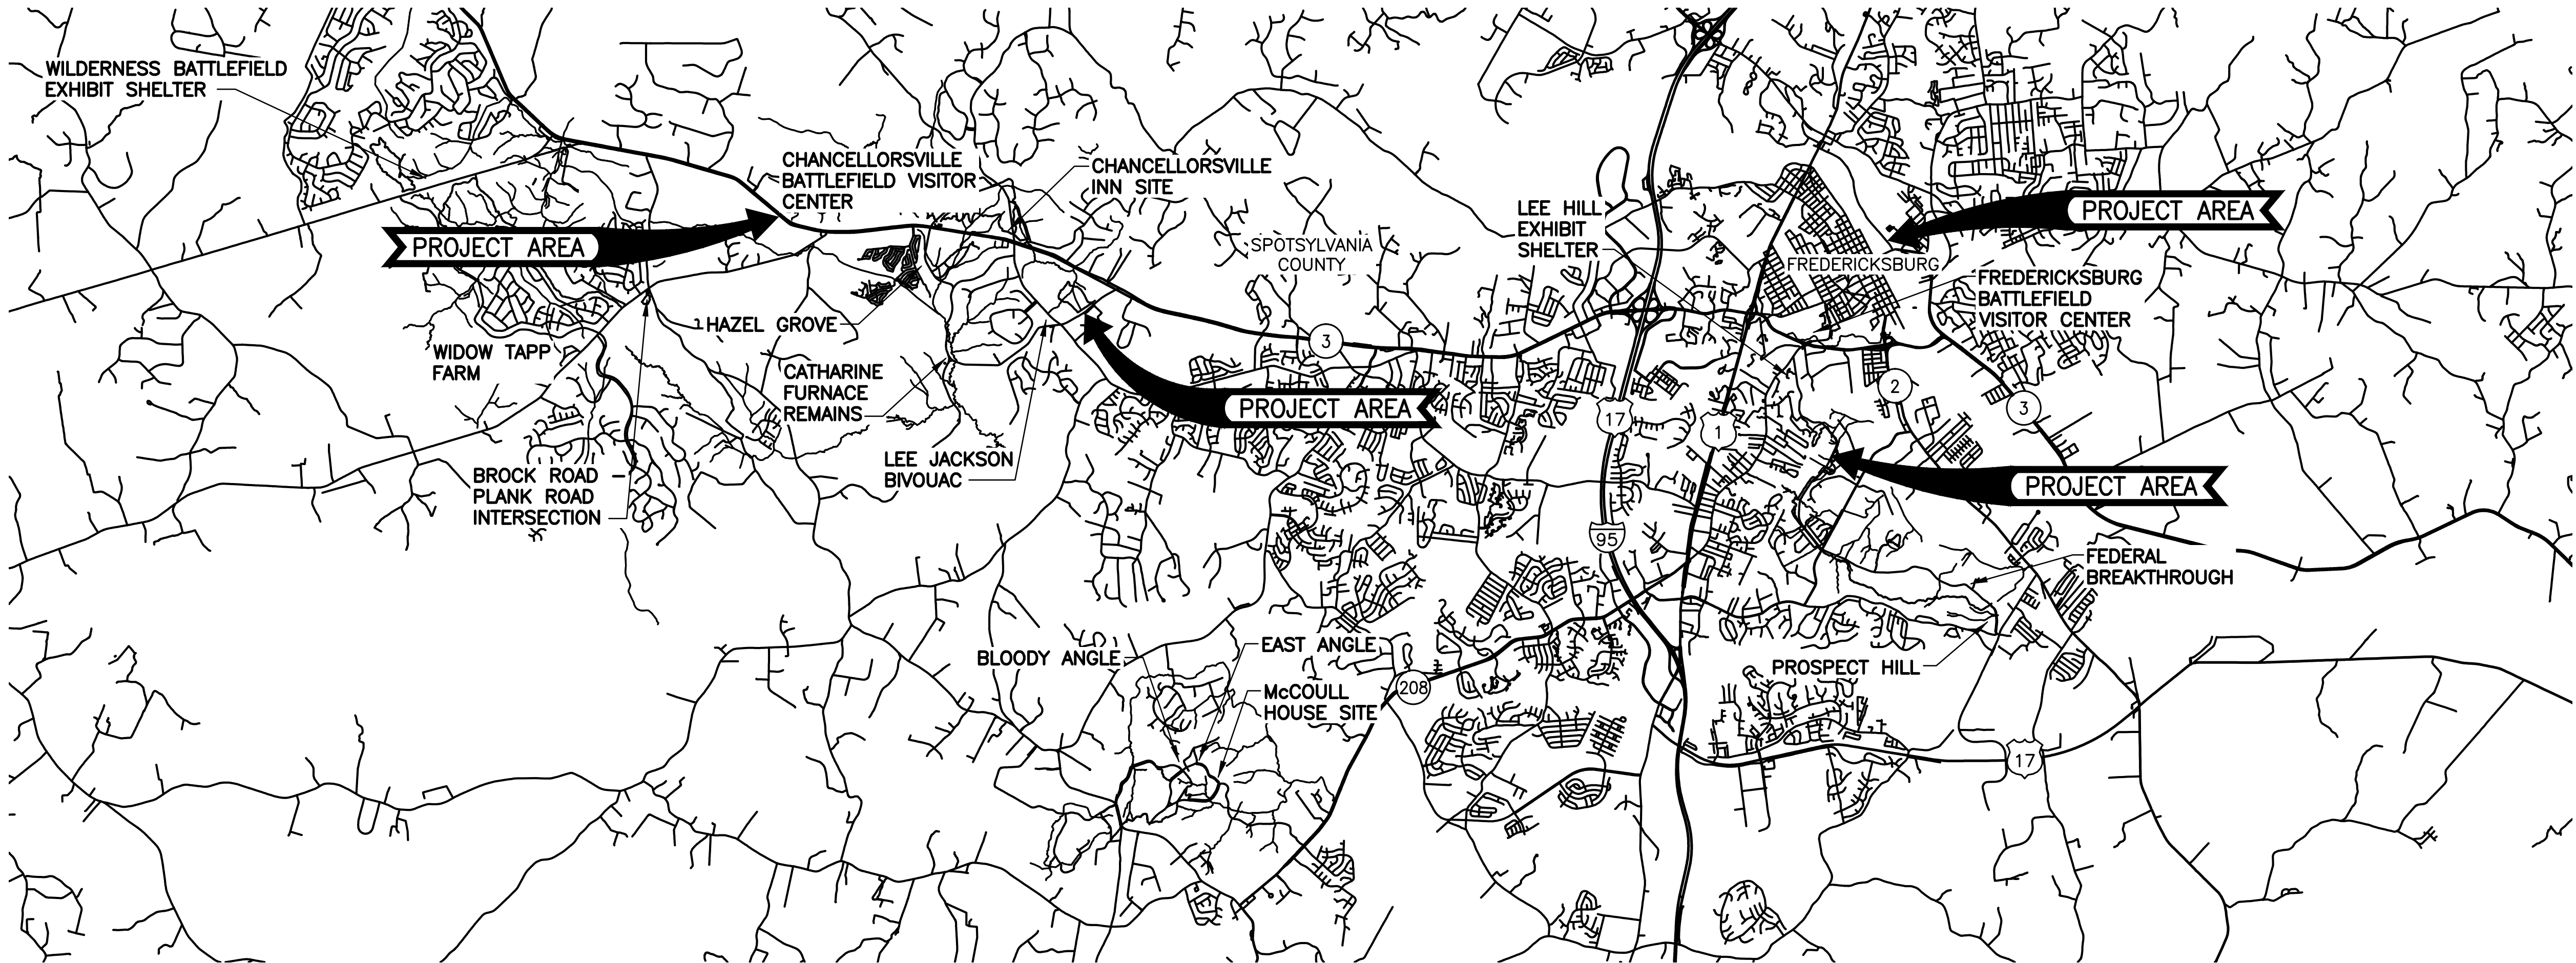 WILDERNESS BATTLEFIELD
EXHIBIT SHELTER
CHANCELLORSVILLE
BATTLEFIELD VISITOR
CENTER
CHANCELLORSVILLE
INN SITE
PROJECT AREA
LEE HILL
EXHIBIT
SHELTER
PROJECT AREA
SPOTSYLVANIA
COUNTY
FREDERICKSBURG
FREDERICKSBURG
BATTLEFIELD
VISITOR CENTER
HAZEL GROVE
WIDOW TAPP
FARM
3
CATHARINE
FURNACE
REMAINS
PROJECT AREA
17
1
2
3
LEE JACKSON
BIVOUAC
BROCK ROAD
PLANK ROAD
INTERSECTION
PROJECT AREA
95
FEDERAL
BREAKTHROUGH
BLOODY ANGLE
EAST ANGLE
McCOULL
HOUSE SITE
208
PROSPECT HILL
17